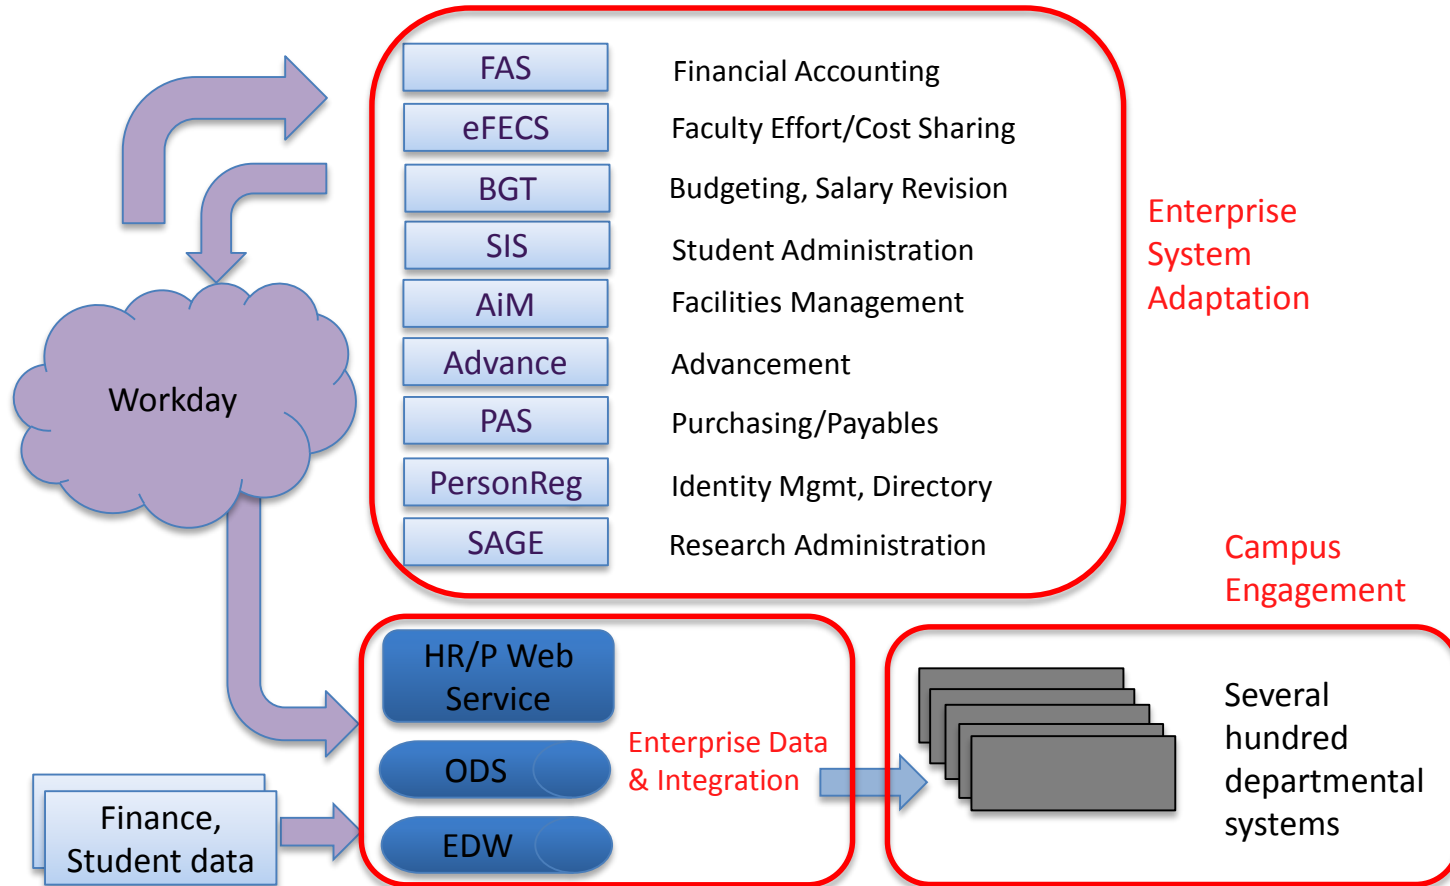 FAS Financial Accounting
eFECS Faculty Effort/Cost Sharing
BGT Budgeting, Salary Revision
SIS Student Administration
AiM Facilities Management
Advance Advancement
PAS Purchasing/Payables
PersonReg Identity Mgmt, Directory
SAGE Research Administration
Enterprise
System
Adaptation
Workday
Campus
Engagement
HR/P Web
Service
ODS
EDW
Enterprise Data
& Integration
Several
hundred
departmental
systems
Finance,
Student data